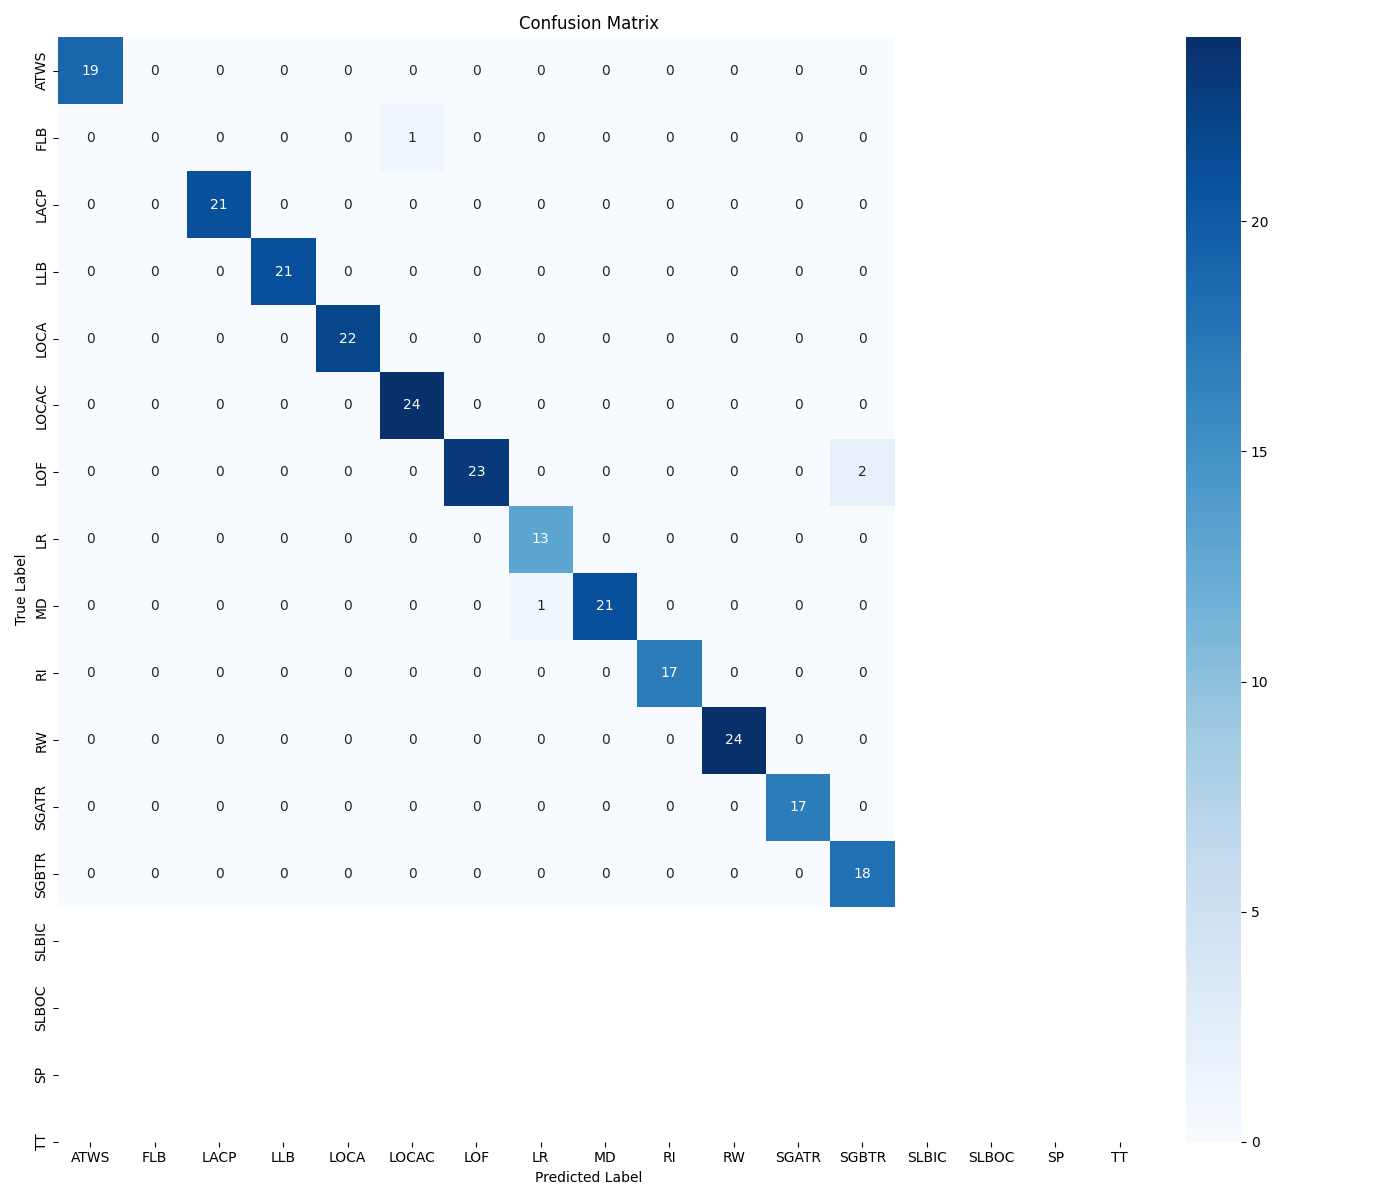 Confusion Matrix
ATWS 19 0 0 0 0 0 0 0 0 0 0 0 0
FLB 0 0 0 0 0 1 0 0 0 0 0 0 0
LACP 0 0 21 0 0 0 0 0 0 0 0 0 0
LLB 0 0 0 21 0 0 0 0 0 0 0 0 0
LOCA 0 0 0 0 22 0 0 0 0 0 0 0 0
LOCAC 0 0 0 0 0 24 0 0 0 0 0 0 0
LOF 0 0 0 0 0 0 23 0 0 0 0 0 2
LR 0 0 0 0 0 0 0 13 0 0 0 0 0
MD 0 0 0 0 0 0 0 1 21 0 0 0 0
RI 0 0 0 0 0 0 0 0 0 17 0 0 0
RW 0 0 0 0 0 0 0 0 0 0 24 0 0
SGATR 0 0 0 0 0 0 0 0 0 0 0 17 0
SGBTR 0 0 0 0 0 0 0 0 0 0 0 0 18
SLBIC
SLBOC
SP
TT
True Label
ATWS FLB LACP LLB LOCA LOCAC LOF LR MD RI RW SGATR SGBTR SLBIC SLBOC SP TT
Predicted Label
20
15
10
5
0